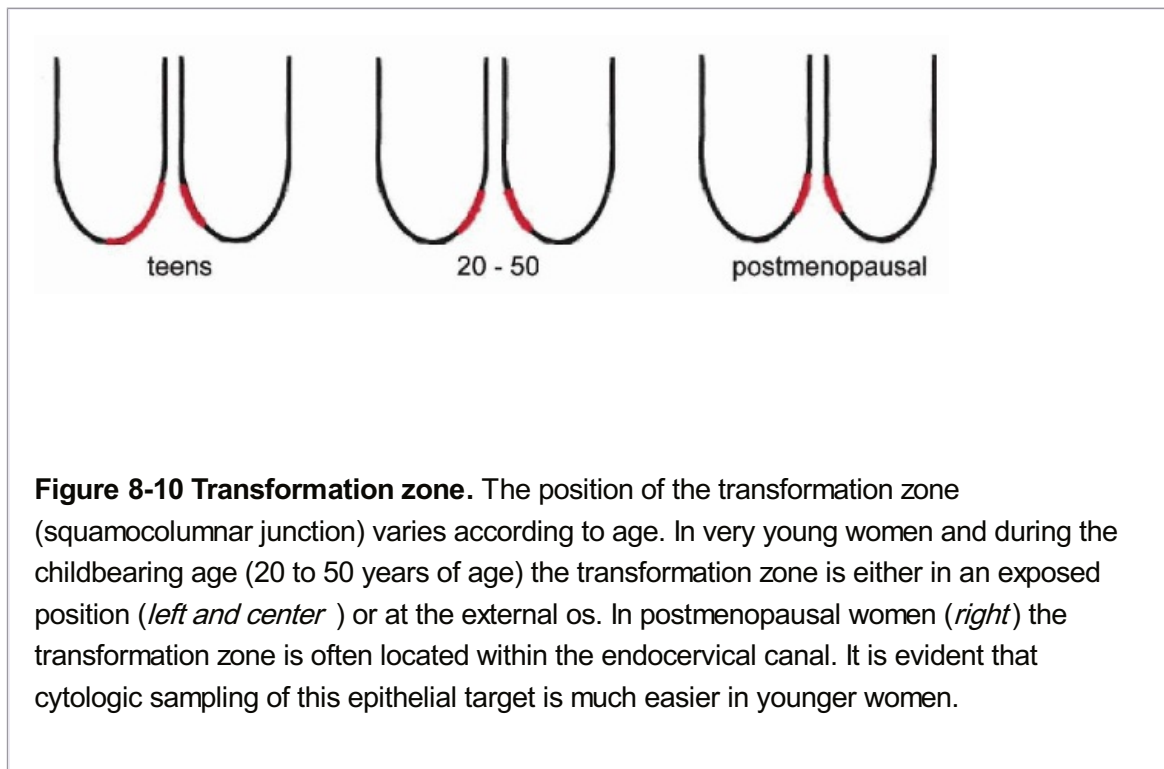 teens
20 - 50
postmenopausal
Figure 8-10 Transformation zone. The position of the transformation zone
(squamocolumnar junction) varies according to age. In very young women and during the
childbearing age (20 to 50 years of age) the transformation zone is either in an exposed
position (left and center ) or at the external os. In postmenopausal women (right) the
transformation zone is often located within the endocervical canal. It is evident that
cytologic sampling of this epithelial target is much easier in younger women.